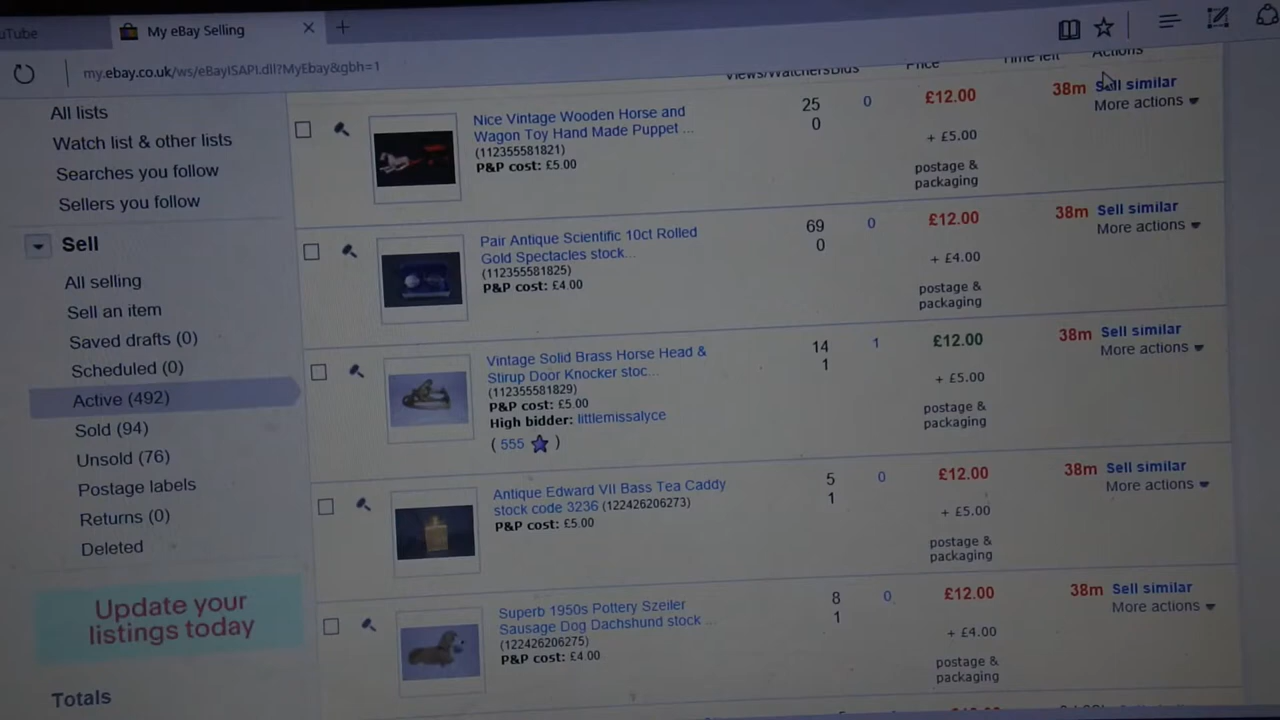 uTube
My eBay Selling
my.ebay.co.uk/ws/eBayISAPI.dll?MyEbay&gbh=1
All lists
Watch list & other lists
Searches you follow
Sellers you follow
Sell
All selling
Sell an item
Saved drafts (0)
Scheduled (0)
Active (492)
Sold (94)
Unsold (76)
Postage labels
Returns (0)
Deleted
Update your
listings today
Totals
Views/Watchers Bids Price Time left Actions
Nice Vintage Wooden Horse and
Wagon Toy Hand Made Puppet ...
(112355581821)
P&P cost: £5.00
25 0 £12.00 38m Sell similar
0 More actions
+ £5.00
postage &
packaging
Pair Antique Scientific 10ct Rolled
Gold Spectacles stock...
(112355581825)
P&P cost: £4.00
69 0 £12.00 38m Sell similar
0 More actions
+ £4.00
postage &
packaging
Vintage Solid Brass Horse Head &
Stirup Door Knocker stoc...
(112355581829)
P&P cost: £5.00
High bidder: littlemissalyce
( 555 )
14 1 £12.00 38m Sell similar
1 More actions
+ £5.00
postage &
packaging
Antique Edward VII Bass Tea Caddy
stock code 3236 (122426206273)
P&P cost: £5.00
5 0 £12.00 38m Sell similar
1 More actions
+ £5.00
postage &
packaging
Superb 1950s Pottery Szeiler
Sausage Dog Dachshund stock ...
(122426206275)
P&P cost: £4.00
8 0 £12.00 38m Sell similar
1 More actions
+ £4.00
postage &
packaging